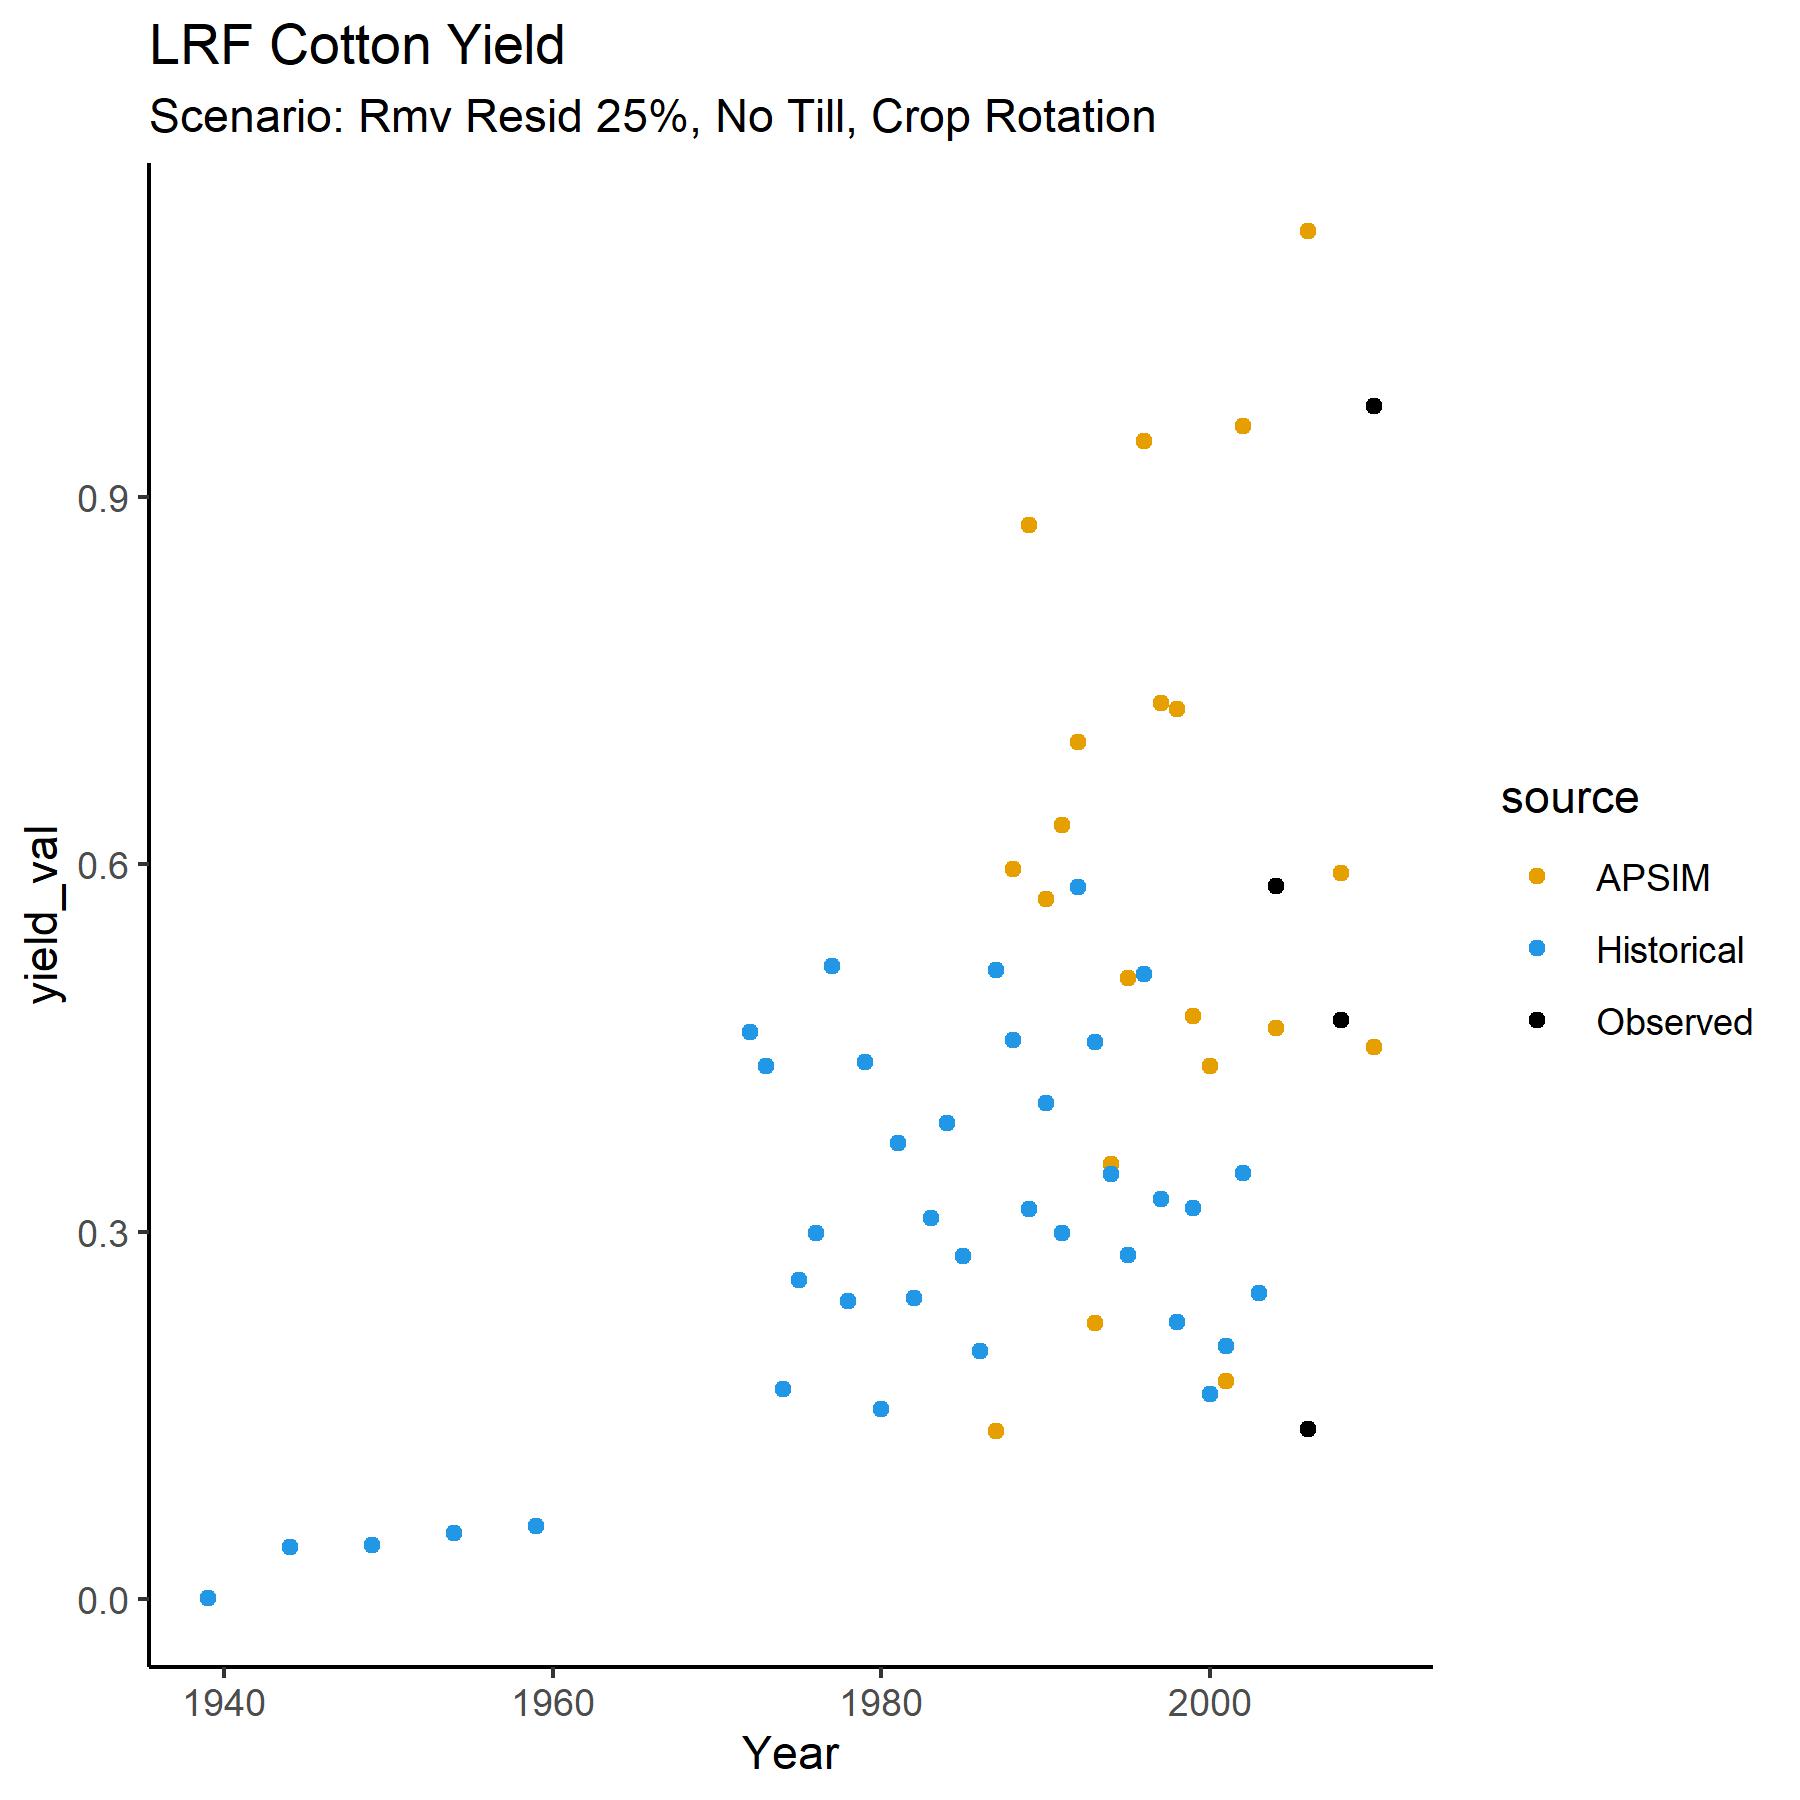 LRF Cotton Yield
Scenario: Rmv Resid 25%, No Till, Crop Rotation
yield_val
0.9
0.6
0.3
0.0
1940 1960 1980 2000
Year
source
APSIM
Historical
Observed